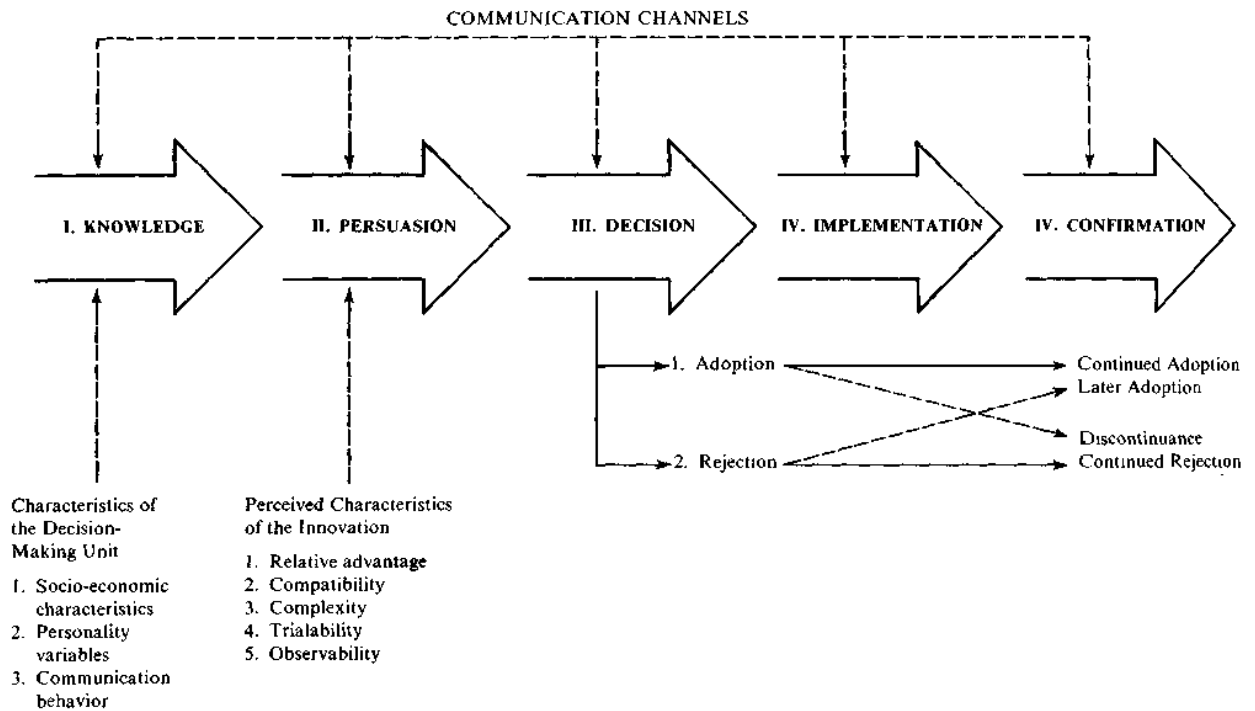 COMMUNICATION CHANNELS
I. KNOWLEDGE
II. PERSUASION
III. DECISION
IV. IMPLEMENTATION
IV. CONFIRMATION
1. Adoption
Continued Adoption
Later Adoption
Discontinuance
2. Rejection
Continued Rejection
Characteristics of
the Decision-
Making Unit
1. Socio-economic
characteristics
2. Personality
variables
3. Communication
behavior
Perceived Characteristics
of the Innovation
1. Relative advantage
2. Compatibility
3. Complexity
4. Trialability
5. Observability